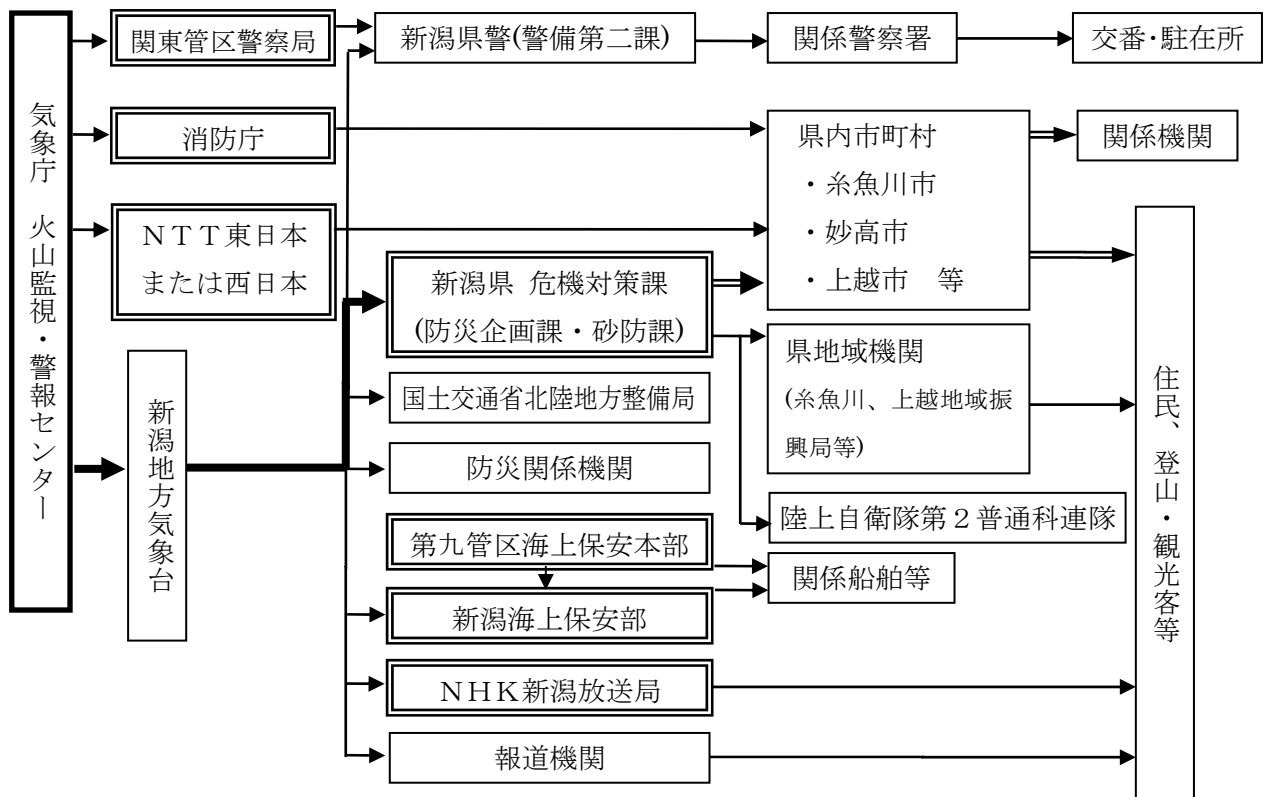 関東管区警察局
新潟県警(警備第二課)
関係警察署
交番・駐在所
気象庁　火山監視・警報センター
消防庁
県内市町村
・糸魚川市
・妙高市
・上越市　等
関係機関
ＮＴＴ東日本
または西日本
新潟県 危機対策課
(防災企画課・砂防課)
県地域機関
(糸魚川、上越地域振
興局等)
住民、登山・観光客等
新潟地方気象台
国土交通省北陸地方整備局
防災関係機関
陸上自衛隊第２普通科連隊
第九管区海上保安本部
関係船舶等
新潟海上保安部
ＮＨＫ新潟放送局
報道機関